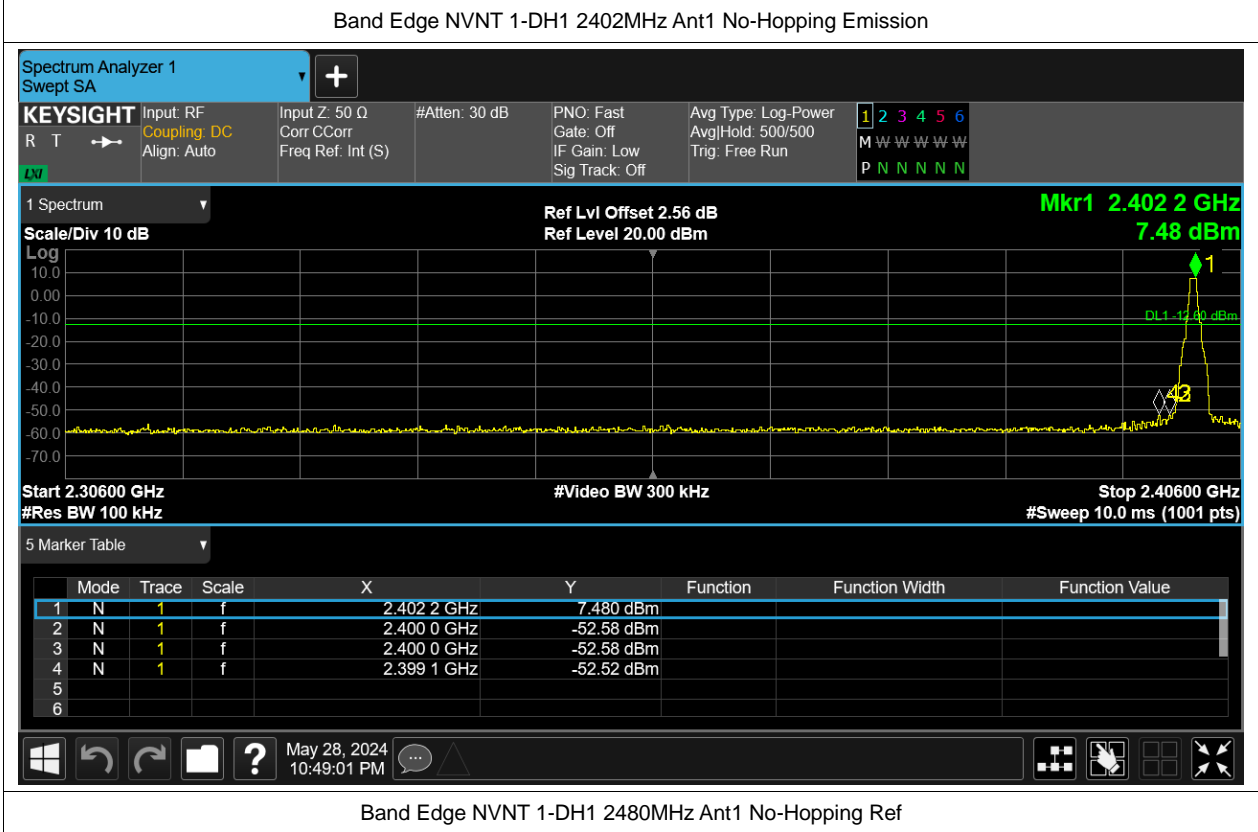 Band Edge NVNT 1-DH1 2402MHz Ant1 No-Hopping Emission
Spectrum Analyzer 1
Swept SA
KEYSIGHT
R T
LXI
Input: RF
Coupling: DC
Align: Auto
Input Z: 50 Ω
Corr CCorr
Freq Ref: Int (S)
#Atten: 30 dB
PNO: Fast
Gate: Off
IF Gain: Low
Sig Track: Off
Avg Type: Log-Power
Avg|Hold: 500/500
Trig: Free Run
1 2 3 4 5 6
M W W W W W
P N N N N N
1 Spectrum
Scale/Div 10 dB
Ref Lvl Offset 2.56 dB
Ref Level 20.00 dBm
Mkr1 2.402 2 GHz
7.48 dBm
Log
10.0
0.00
-10.0
-20.0
-30.0
-40.0
-50.0
-60.0
-70.0
1
DL1 -12.60 dBm
43
Start 2.30600 GHz
#Video BW 300 kHz
Stop 2.40600 GHz
#Res BW 100 kHz
#Sweep 10.0 ms (1001 pts)
5 Marker Table
Mode Trace Scale X Y Function Function Width Function Value
1 N 1 f 2.402 2 GHz 7.480 dBm
2 N 1 f 2.400 0 GHz -52.58 dBm
3 N 1 f 2.400 0 GHz -52.58 dBm
4 N 1 f 2.399 1 GHz -52.52 dBm
5
6
?
May 28, 2024
10:49:01 PM
Band Edge NVNT 1-DH1 2480MHz Ant1 No-Hopping Ref